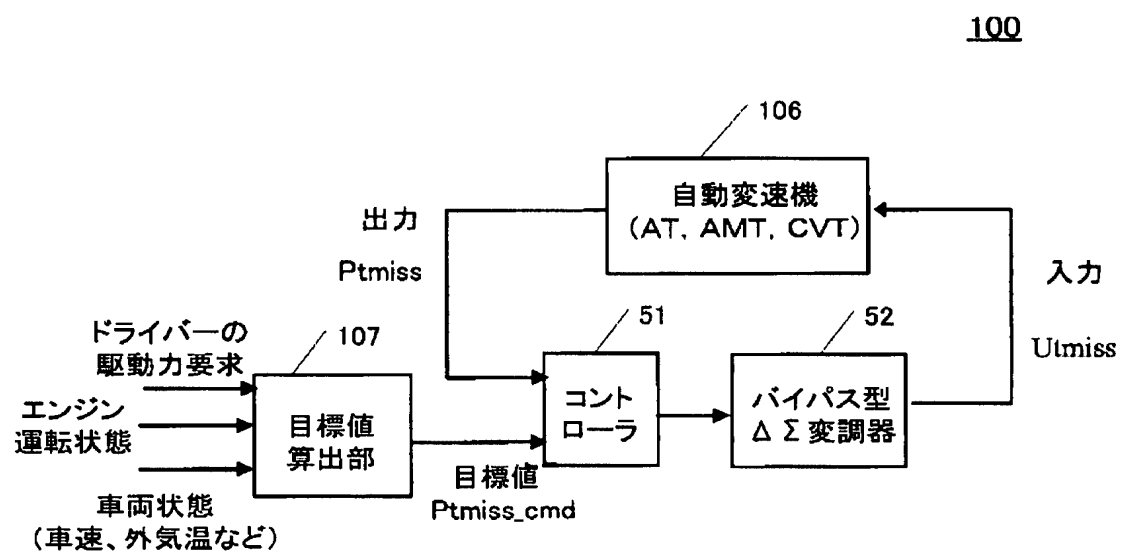 100
106
自動変速機
(AT, AMT, CVT)
出力
Ptmiss
入力
Utmiss
ドライバーの
駆動力要求
107
51
52
エンジン
運転状態
目標値
算出部
コント
ローラ
バイパス型
ΔΣ変調器
目標値
Ptmiss_cmd
車両状態
(車速、外気温など)